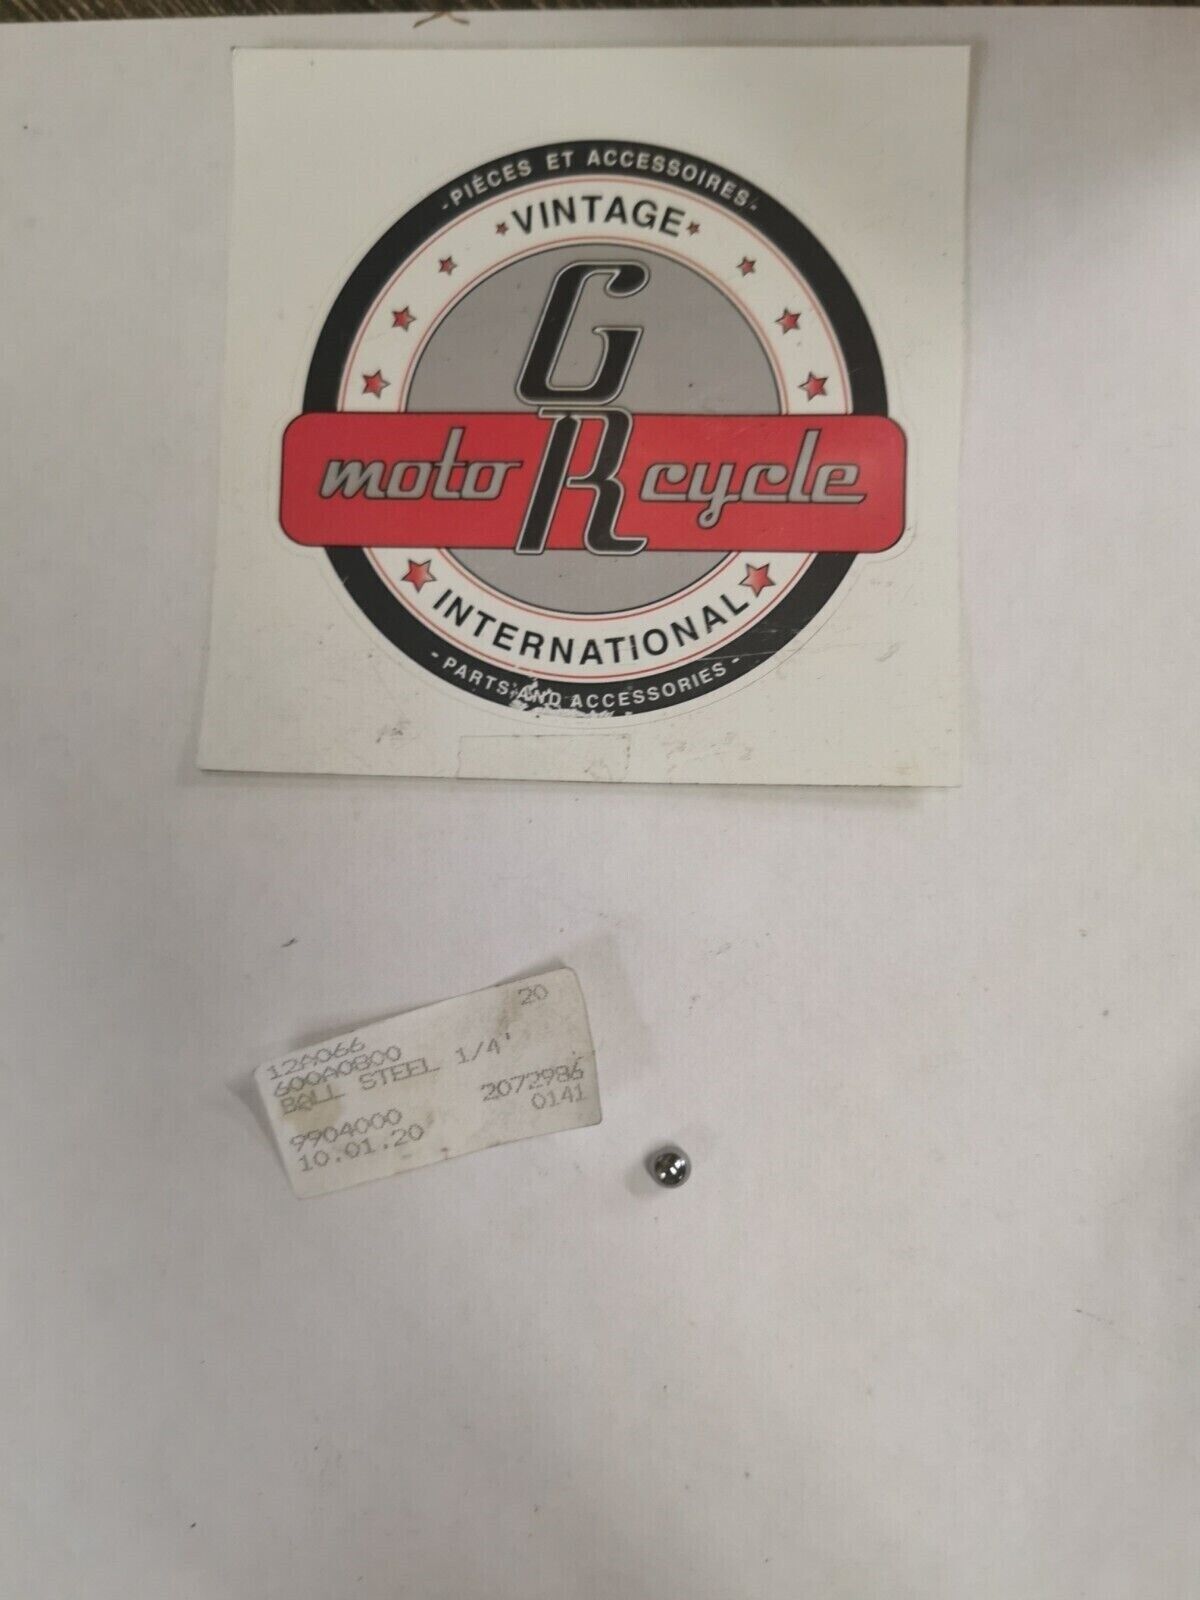 - PIÈCES ET ACCESSOIRES -
VINTAGE
GR
moto cycle
INTERNATIONAL
- PARTS AND ACCESSORIES -
20
12A066
600A0800
BALL STEEL 1/4'
2072986
9904000 0141
10.01.20